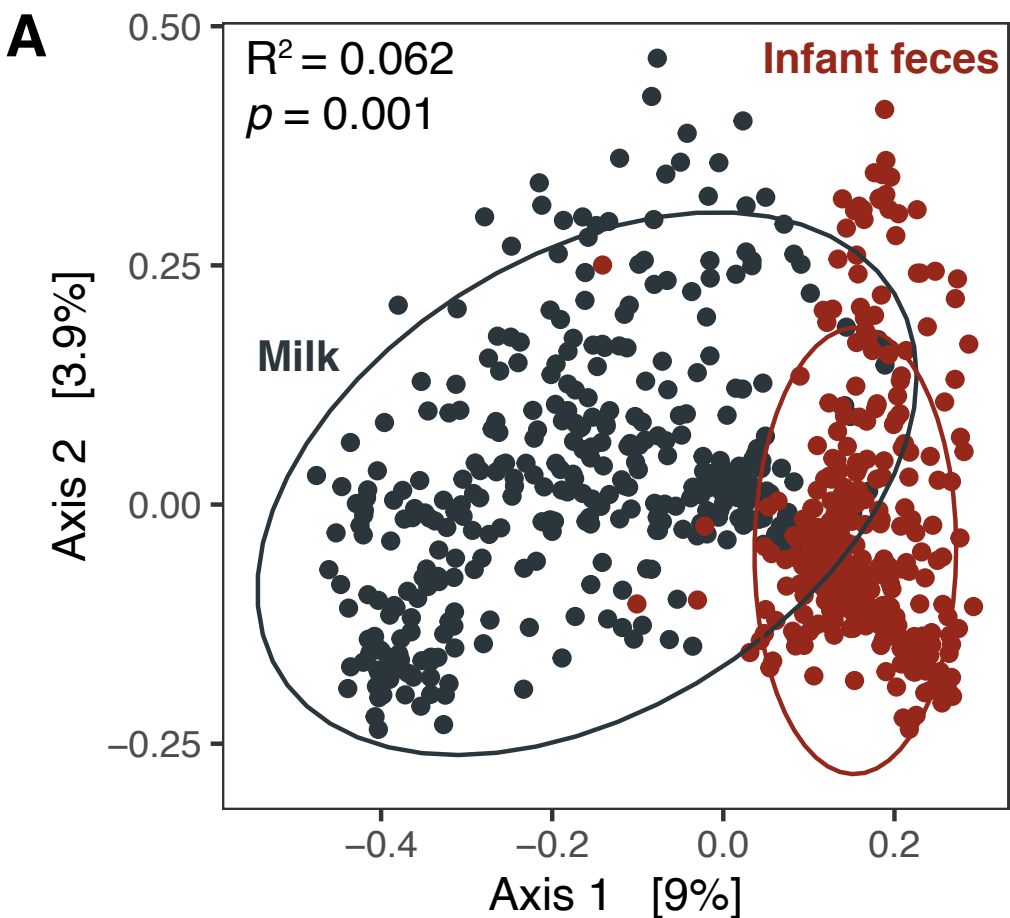 A
R² = 0.062
p = 0.001
Infant feces
Milk
Axis 2 [3.9%]
0.50
0.25
0.00
−0.25
−0.4
−0.2
0.0
0.2
Axis 1 [9%]